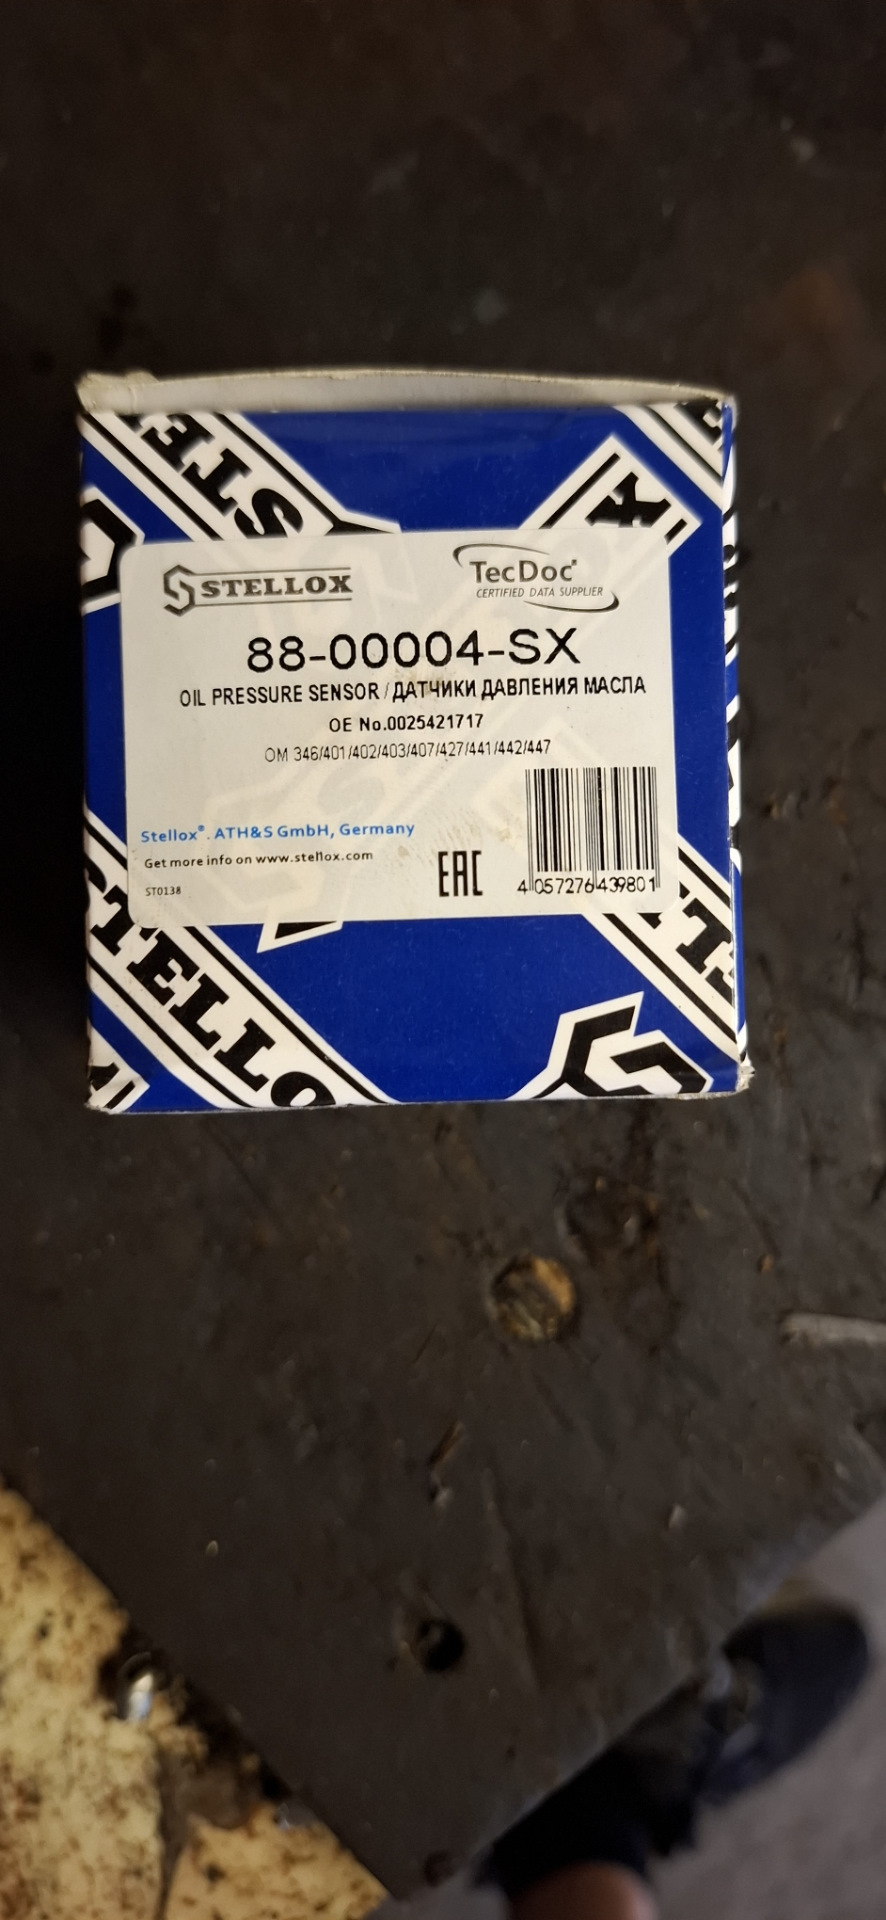 STELLOX
STELLOX
TecDoc
CERTIFIED DATA SUPPLIER
88-00004-SX
OIL PRESSURE SENSOR / ДАТЧИКИ ДАВЛЕНИЯ МАСЛА
OE No.0025421717
OM 346/401/402/403/407/427/441/442/447
Stellox®. ATH&S GmbH, Germany
Get more info on www.stellox.com
ST0138
EAC
4 057276 439801
STELLO